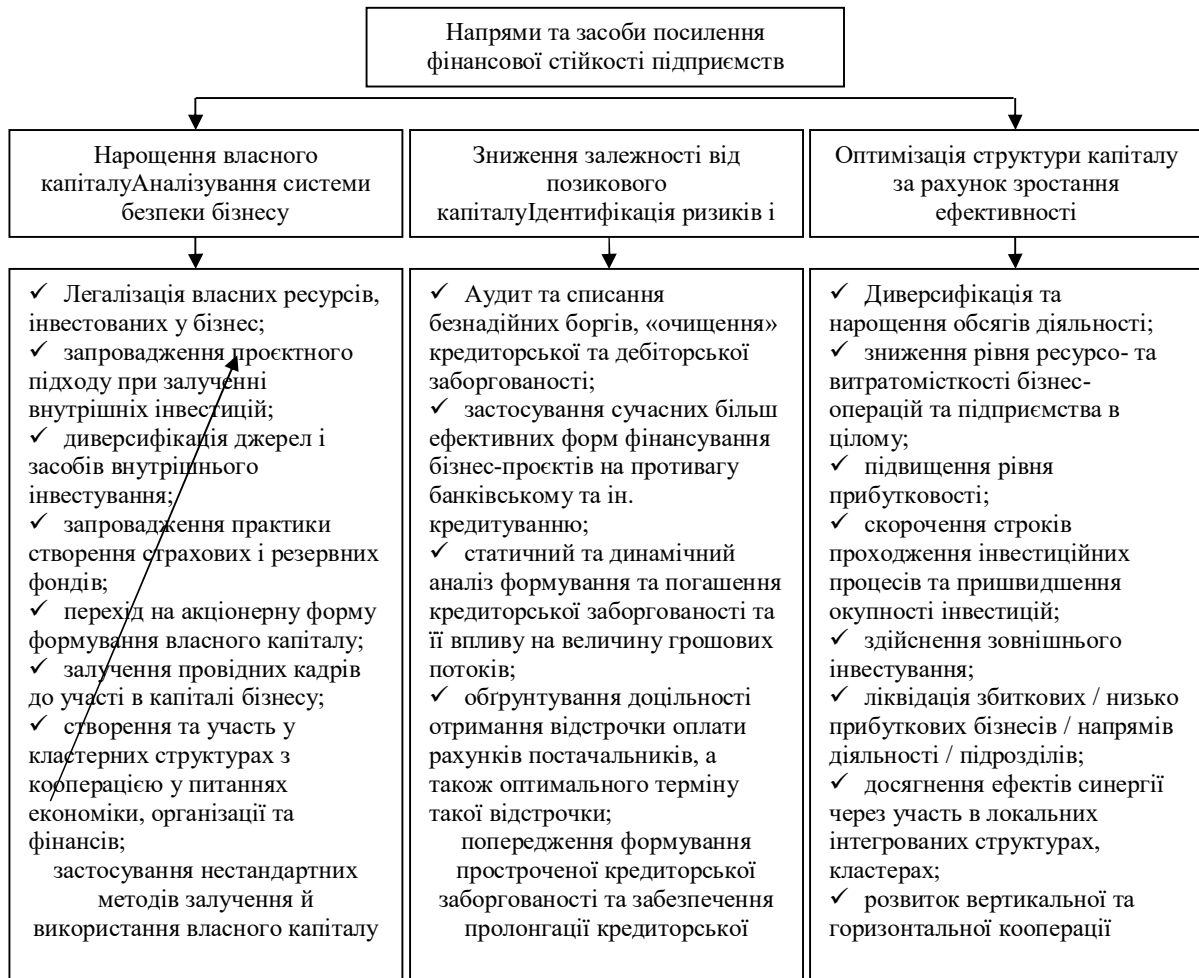 Напрями та засоби посилення
фінансової стійкості підприємств
Нарощення власного
капіталуАналізування системи
безпеки бізнесу
Зниження залежності від
позикового
капіталуІдентифікація ризиків і
Оптимізація структури капіталу
за рахунок зростання
ефективності
✓ Легалізація власних ресурсів,
інвестованих у бізнес;
✓ запровадження проєктного
підходу при залученні
внутрішніх інвестицій;
✓ диверсифікація джерел і
засобів внутрішнього
інвестування;
✓ запровадження практики
створення страхових і резервних
фондів;
✓ перехід на акціонерну форму
формування власного капіталу;
✓ залучення провідних кадрів
до участі в капіталі бізнесу;
✓ створення та участь у
кластерних структурах з
кооперацією у питаннях
економіки, організації та
фінансів;
застосування нестандартних
методів залучення й
використання власного капіталу
✓ Аудит та списання
безнадійних боргів, «очищення»
кредиторської та дебіторської
заборгованості;
✓ застосування сучасних більш
ефективних форм фінансування
бізнес-проєктів на противагу
банківському та ін.
кредитуванню;
✓ статичний та динамічний
аналіз формування та погашення
кредиторської заборгованості та
її впливу на величину грошових
потоків;
✓ обґрунтування доцільності
отримання відстрочки оплати
рахунків постачальників, а
також оптимального терміну
такої відстрочки;
попередження формування
простроченої кредиторської
заборгованості та забезпечення
пролонгації кредиторської
✓ Диверсифікація та
нарощення обсягів діяльності;
✓ зниження рівня ресурсо- та
витратомісткості бізнес-
операцій та підприємства в
цілому;
✓ підвищення рівня
прибутковості;
✓ скорочення строків
проходження інвестиційних
процесів та пришвидшення
окупності інвестицій;
✓ здійснення зовнішнього
інвестування;
✓ ліквідація збиткових / низько
прибуткових бізнесів / напрямів
діяльності / підрозділів;
✓ досягнення ефектів синергії
через участь в локальних
інтегрованих структурах,
кластерах;
✓ розвиток вертикальної та
горизонтальної кооперації